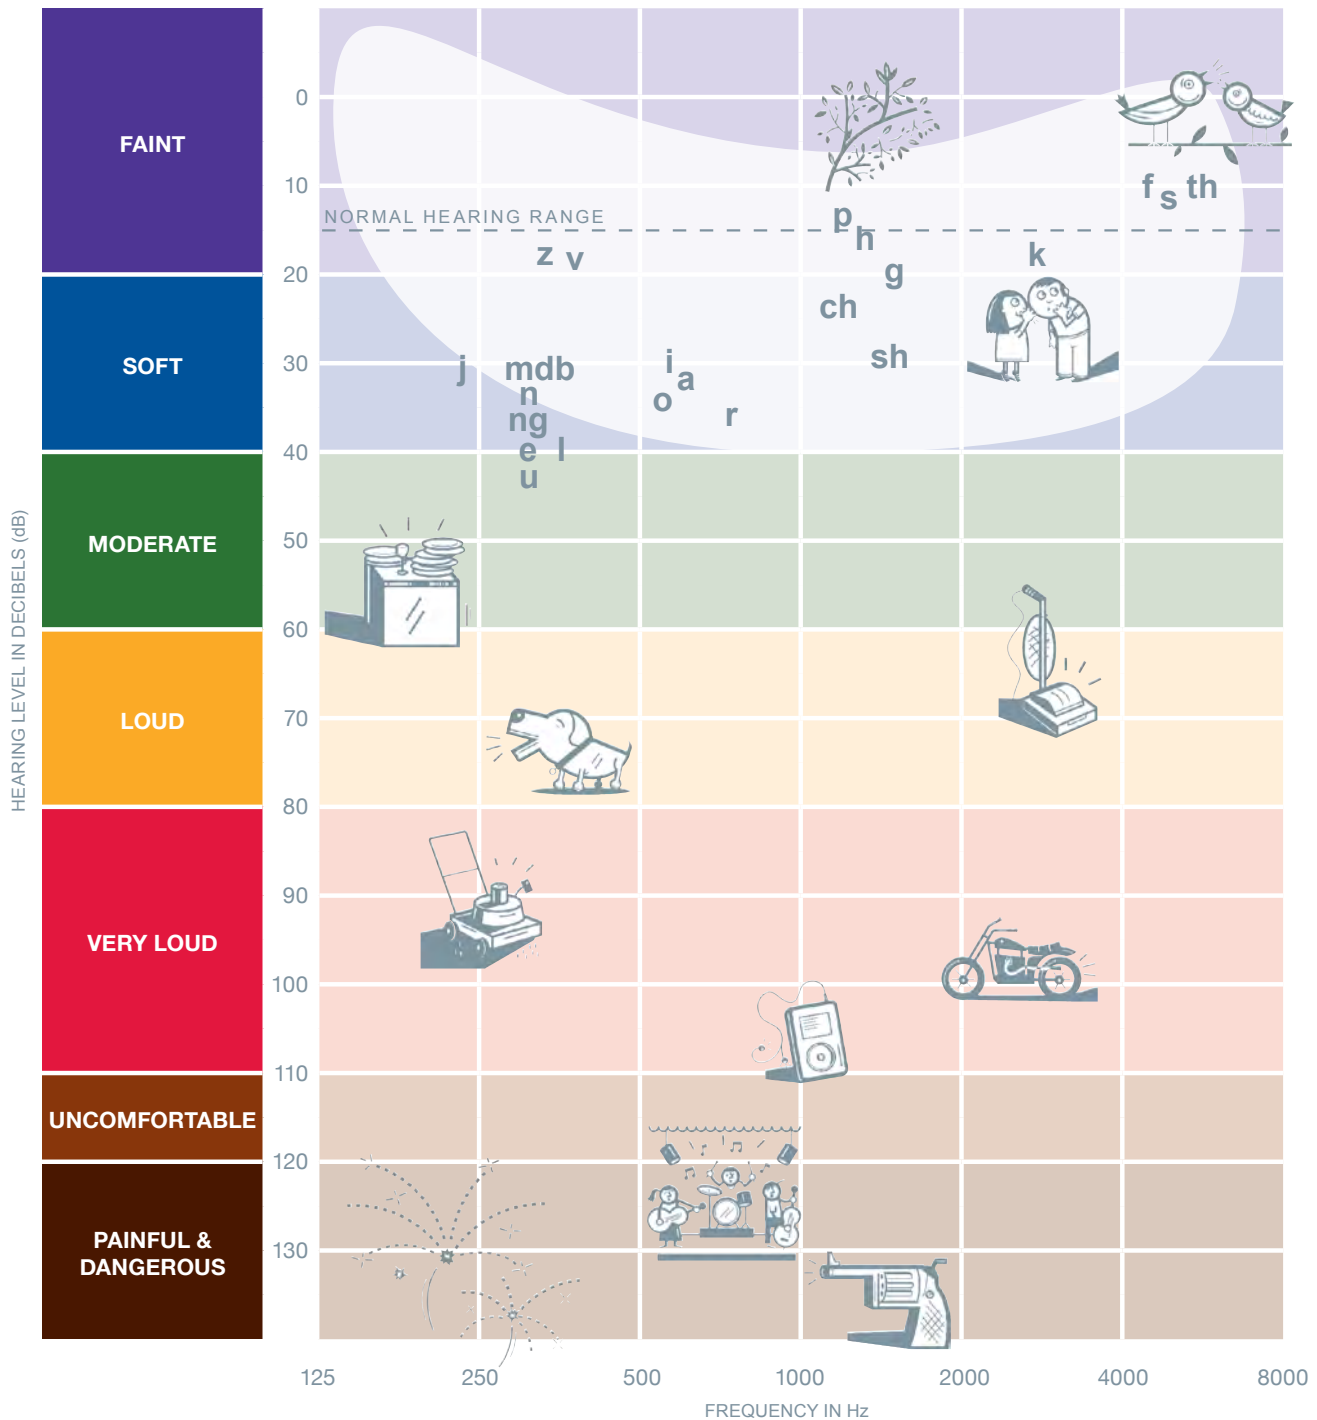 FAINT
SOFT
MODERATE
LOUD
VERY LOUD
UNCOMFORTABLE
PAINFUL &
DANGEROUS
HEARING LEVEL IN DECIBELS (dB)
0
10
20
30
40
50
60
70
80
90
100
110
120
130
NORMAL HEARING RANGE
f s th
p
h
z v
k
g
ch
j
mdb
i
sh
a
n
o
ng
r
e l
u
125 250 500 1000 2000 4000 8000
FREQUENCY IN Hz